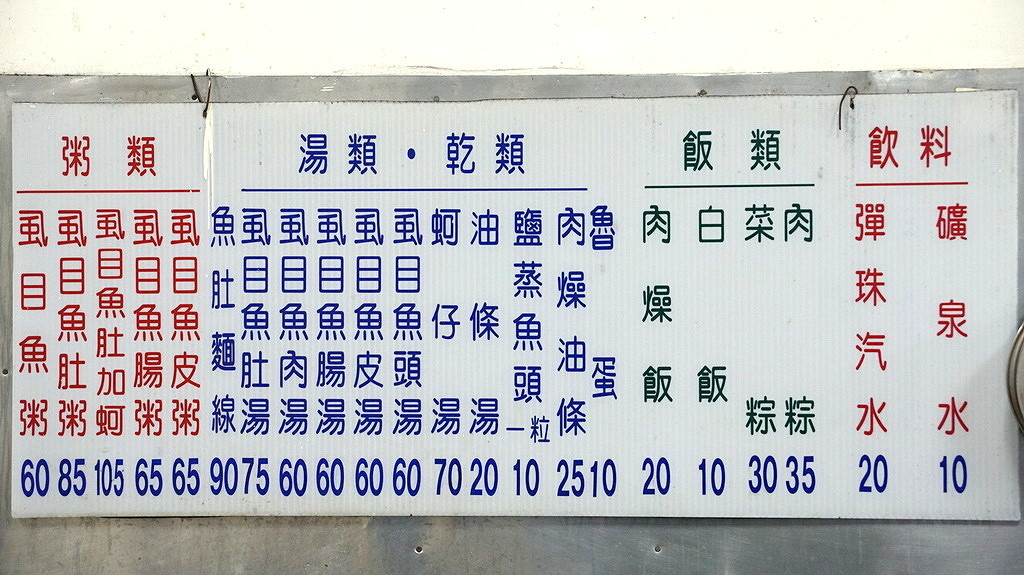 粥類
虱目魚粥 60
虱目魚肚粥 85
虱目魚肚加蚵 105
虱目魚腸粥 65
虱目魚皮粥 65
湯類·乾類
魚肚麵線 90
虱目魚肚湯 75
虱目魚肉湯 60
虱目魚腸湯 60
虱目魚皮湯 60
虱目魚頭湯 60
蚵仔湯 70
油條湯 20
鹽蒸魚頭一粒 10
肉燥油條 25
魯蛋 10
飯類
肉燥飯 20
白飯 10
菜粽 30
肉粽 35
飲料
彈珠汽水 20
礦泉水 10